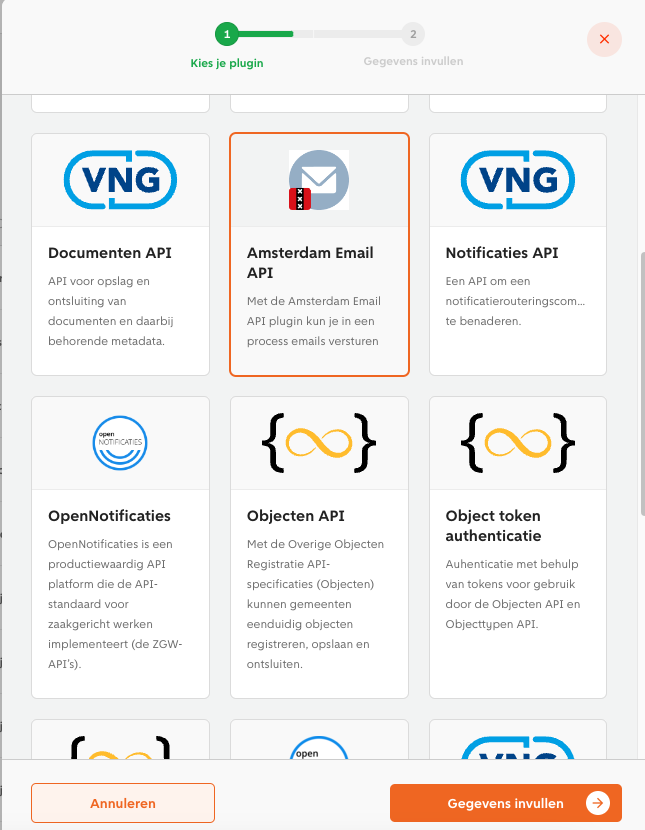 1
2
Kies je plugin
Gegevens invullen
VNG
VNG
Documenten API
Amsterdam Email
API
Notificaties API
API voor opslag en
ontsluiting van
documenten en daarbij
behorende metadata.
Met de Amsterdam Email
API plugin kun je in een
process emails versturen
Een API om een
notificatierouteringscom...
te benaderen.
open
NOTIFICATIES
{ }
{ }
OpenNotificaties
Objecten API
Object token
authenticatie
OpenNotificaties is een
productiewaardig API
platform die de API-
standaard voor
zaakgericht werken
implementeert (de ZGW-
API's).
Met de Overige Objecten
Registratie API-
specificaties (Objecten)
kunnen gemeenten
eenduidig objecten
registreren, opslaan en
ontsluiten.
Auhenticatie met behulp
van tokens voor gebruik
door de Objecten API en
Objecttypen API.
open
VNG
Annuleren
Gegevens invullen